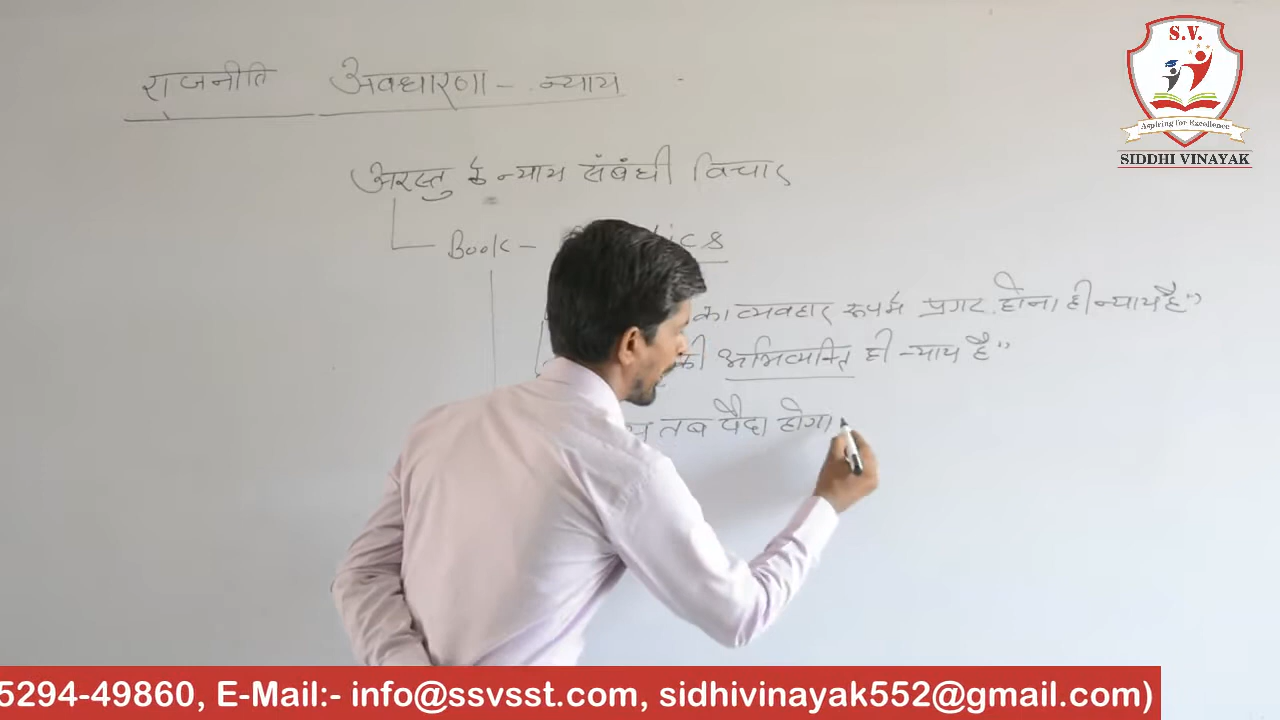 राजनीति अवधारणा - न्याय
अरस्तु के न्याय संबंधी विचार
Book -
का व्यवहार रूपमे प्रगट होना ही न्याय है"
की अभिव्यक्ति ही न्याय है"
तब पैदा होगा
S.V.
Aspiring for Excellence
SIDDHI VINAYAK
5294-49860, E-Mail:- info@ssvsst.com, sidhivinayak552@gmail.com)